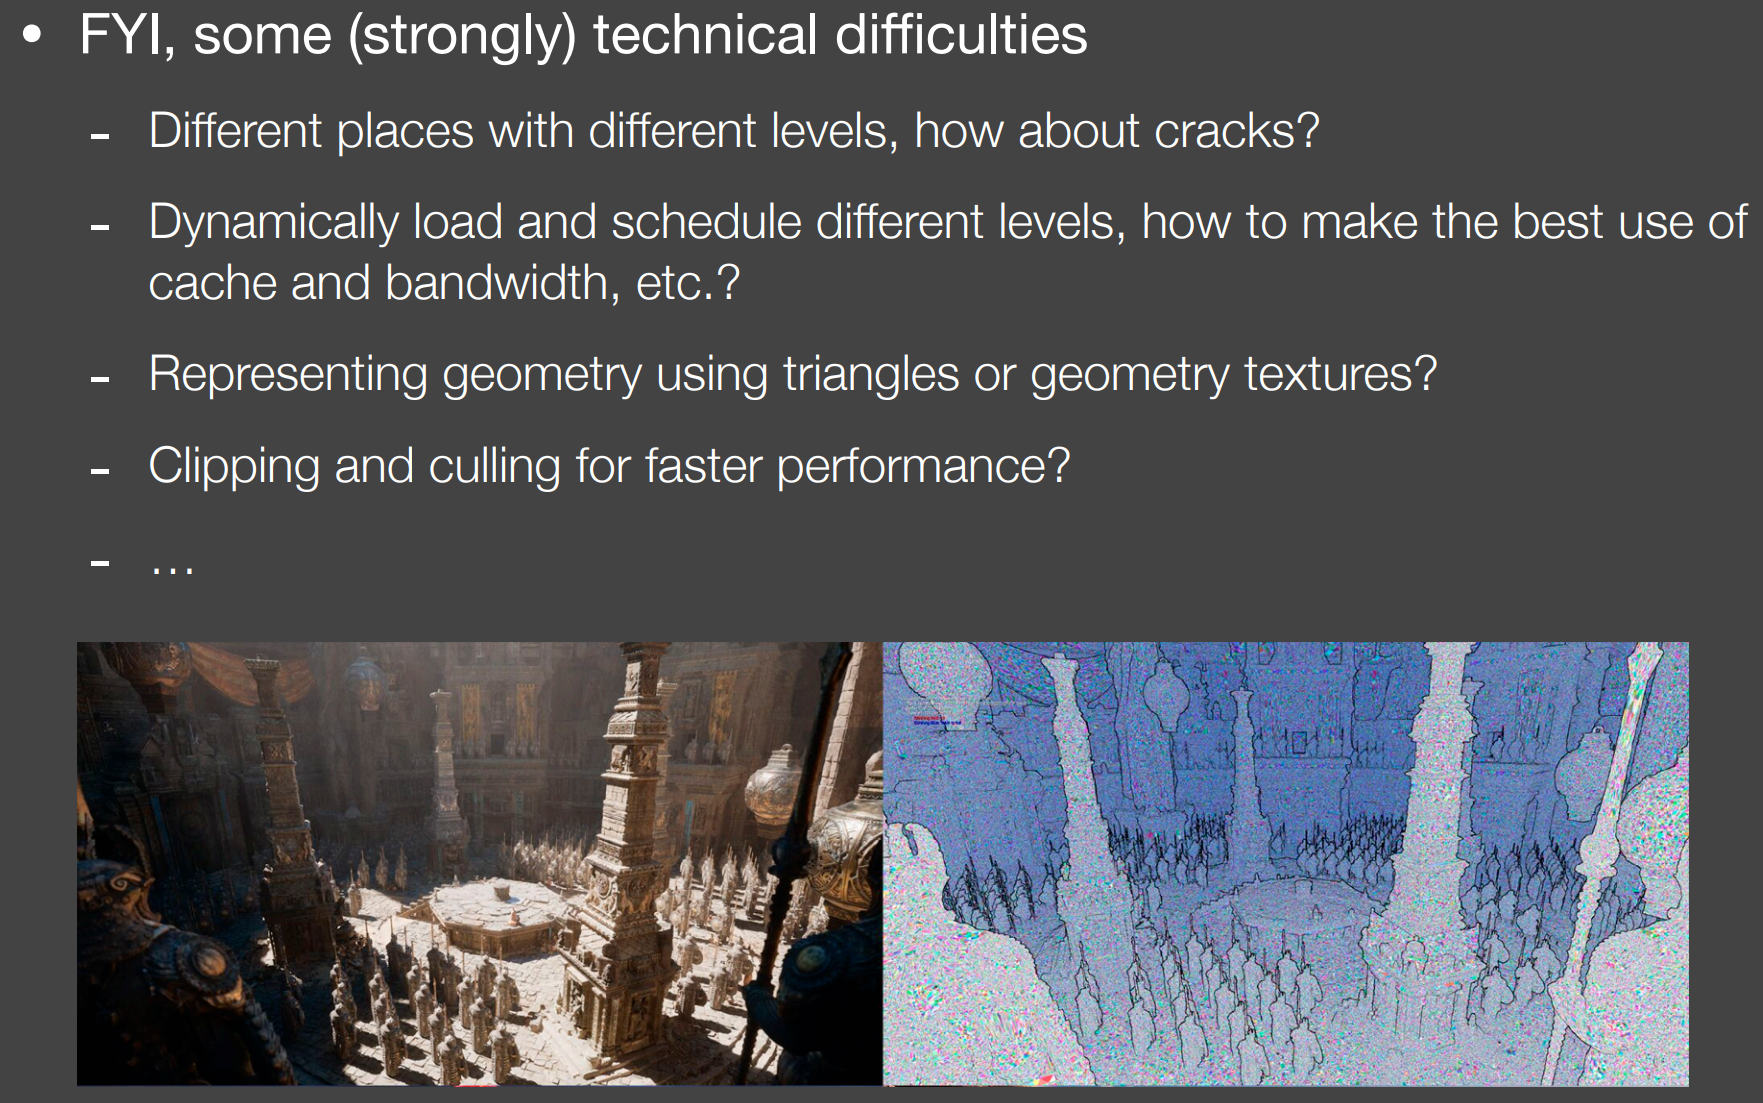 • FYI, some (strongly) technical difficulties
- Different places with different levels, how about cracks?
- Dynamically load and schedule different levels, how to make the best use of
cache and bandwidth, etc.?
- Representing geometry using triangles or geometry textures?
- Clipping and culling for faster performance?
- ...